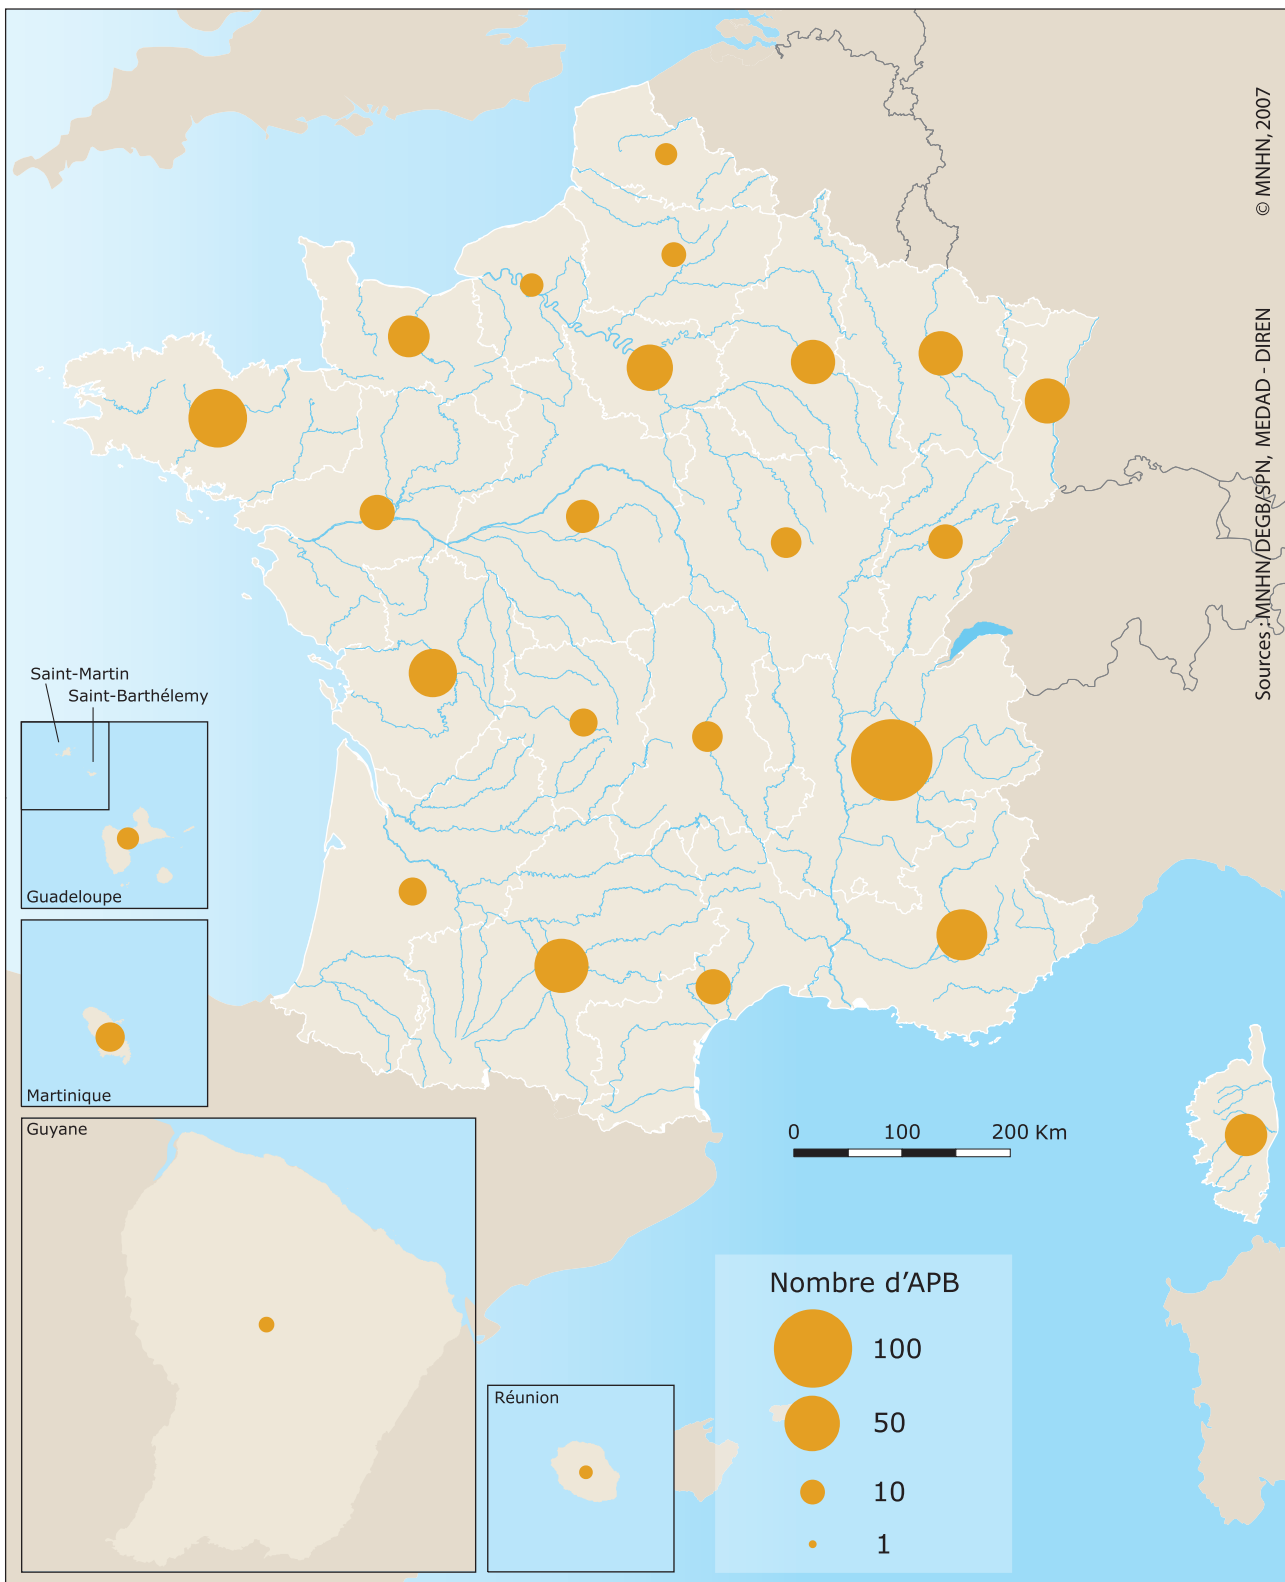 © MNHN, 2007
Sources : MNHN/DEGB/SPN, MEDAD - DIREN
Saint-Martin
Saint-Barthélemy
Guadeloupe
Martinique
Guyane
Réunion
0 100 200 Km
Nombre d’APB
100
50
10
1